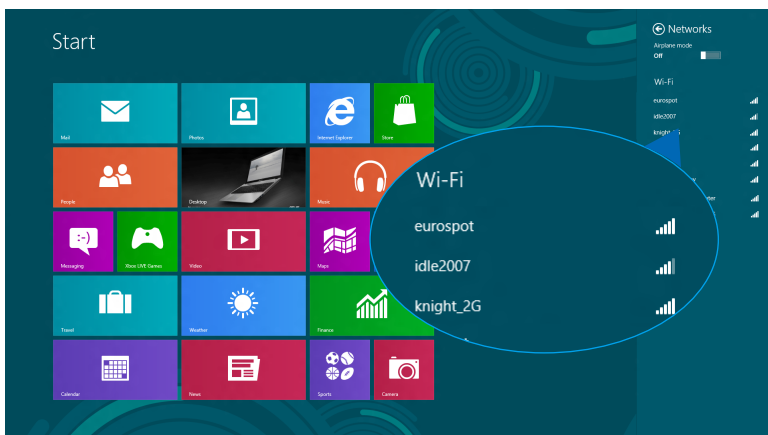 Start
Mail
Photos
Internet Explorer
Store
People
Desktop
Music
Messaging
Xbox LIVE Games
Video
Maps
Travel
Weather
Finance
Calendar
News
Sports
Camera
Networks
Airplane mode
Off
Wi-Fi
eurospot
idle2007
knight_2G
Wi-Fi
eurospot
idle2007
knight_2G